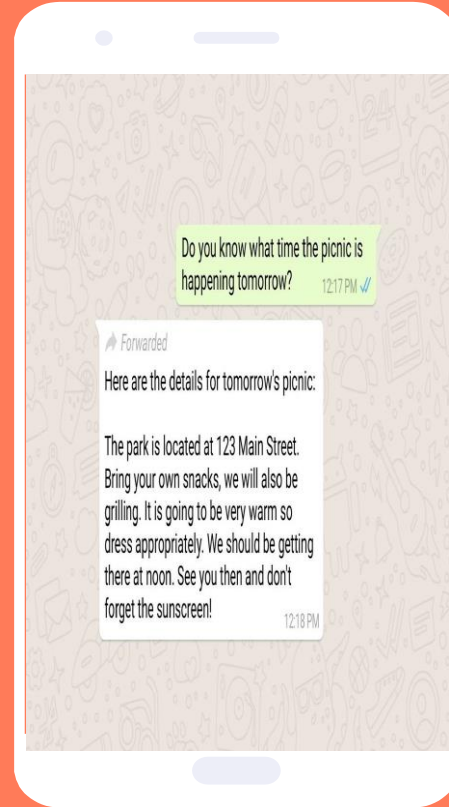 Do you know what time the picnic is
happening tomorrow?
12:17 PM
Forwarded
Here are the details for tomorrow's picnic:
The park is located at 123 Main Street.
Bring your own snacks, we will also be
grilling. It is going to be very warm so
dress appropriately. We should be getting
there at noon. See you then and don't
forget the sunscreen!
12:18 PM